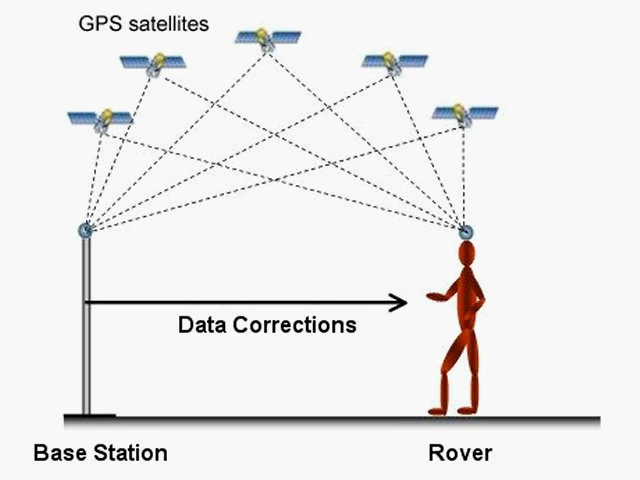 GPS satellites
Data Corrections
Base Station
Rover